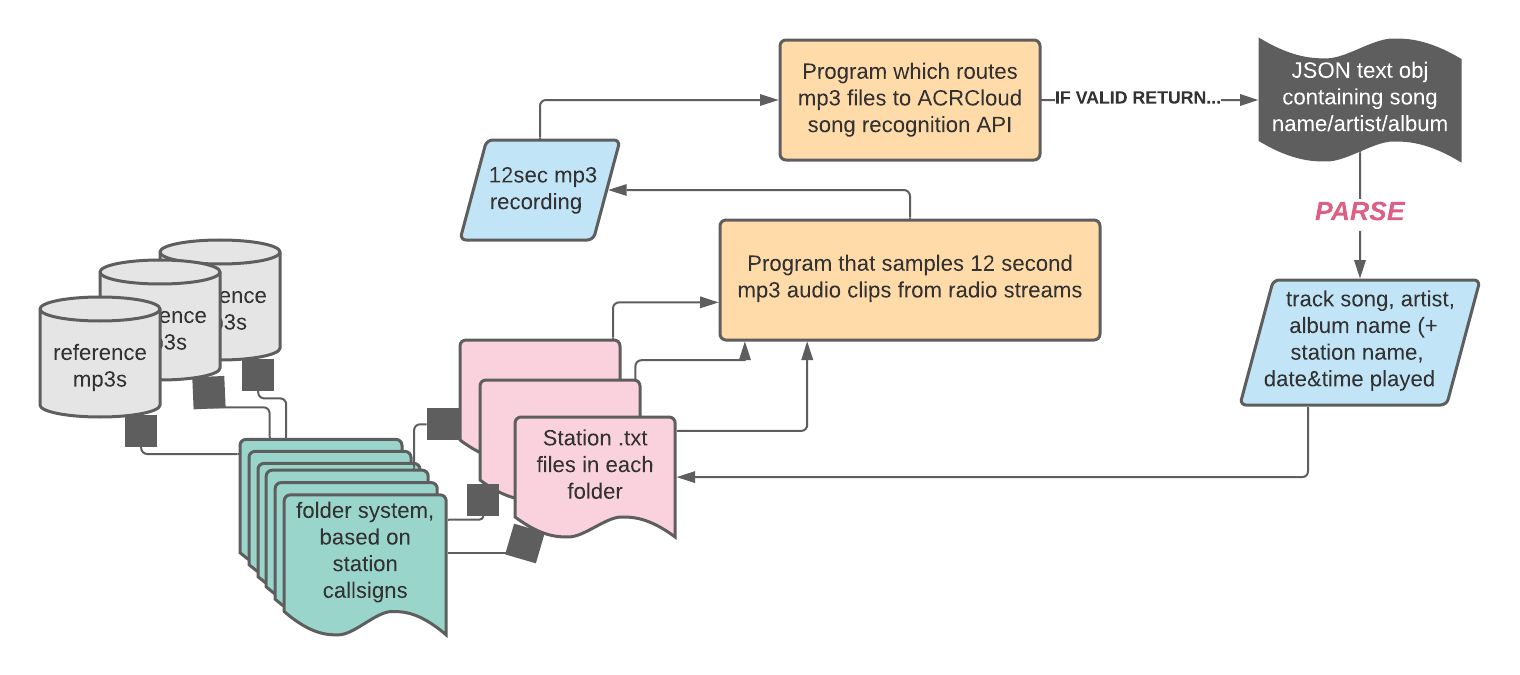 Program which routes
mp3 files to ACRCloud
song recognition API
IF VALID RETURN...
JSON text obj
containing song
name/artist/album
12sec mp3
recording
PARSE
Program that samples 12 second
mp3 audio clips from radio streams
track song, artist,
album name (+
station name,
date&time played
ence
p3s
ence
p3s
reference
mp3s
Station .txt
files in each
folder
folder system,
based on
station
callsigns